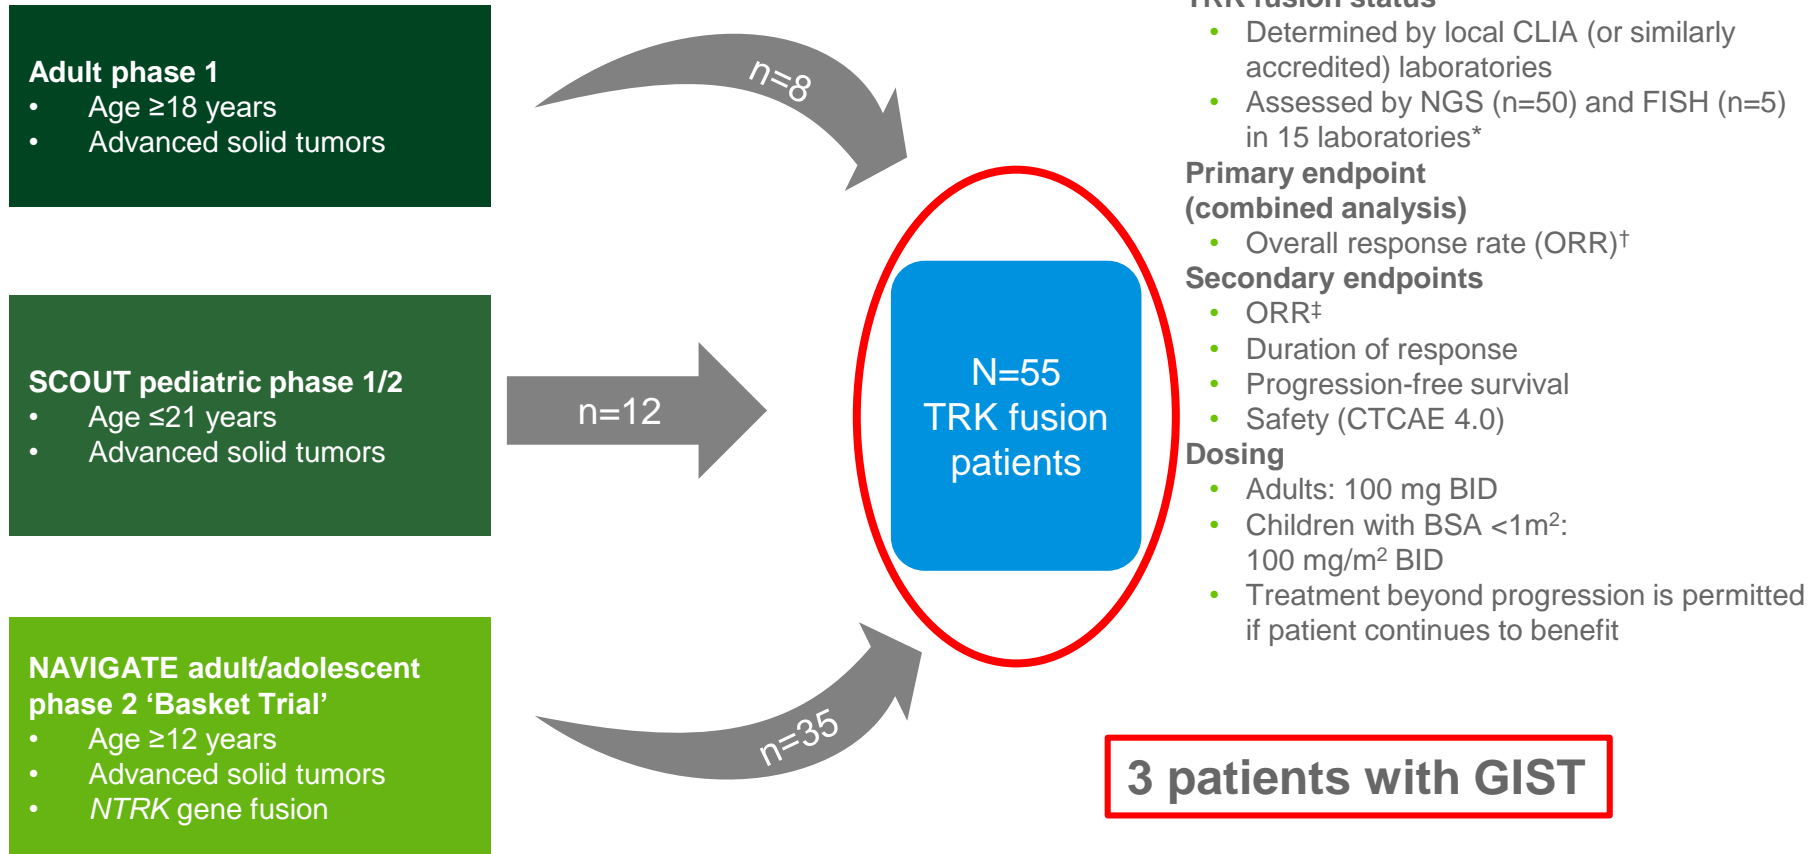 Adult phase 1
• Age ≥18 years
• Advanced solid tumors
SCOUT pediatric phase 1/2
• Age ≤21 years
• Advanced solid tumors
NAVIGATE adult/adolescent
phase 2 ‘Basket Trial’
• Age ≥12 years
• Advanced solid tumors
• NTRK gene fusion
n=8
n=12
n=35
N=55
TRK fusion
patients
TRK fusion status
• Determined by local CLIA (or similarly
accredited) laboratories
• Assessed by NGS (n=50) and FISH (n=5)
in 15 laboratories*
Primary endpoint
(combined analysis)
• Overall response rate (ORR)†
Secondary endpoints
• ORR‡
• Duration of response
• Progression-free survival
• Safety (CTCAE 4.0)
Dosing
• Adults: 100 mg BID
• Children with BSA <1m²:
100 mg/m² BID
• Treatment beyond progression is permitted
if patient continues to benefit
3 patients with GIST